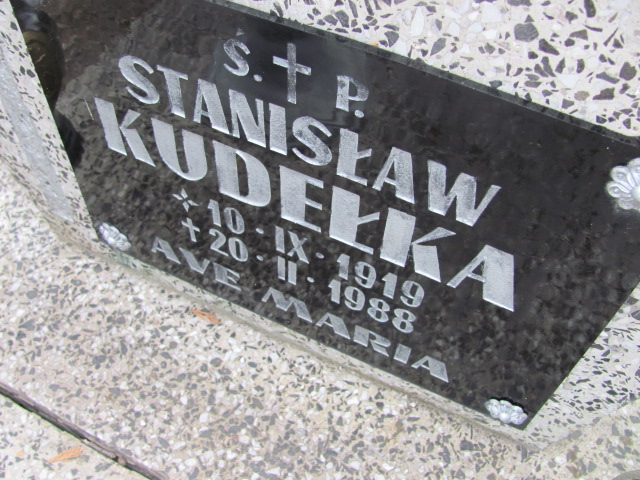 Ś. † P.
STANISŁAW
KUDEŁKA
* 10 · IX · 1919
† 20 · II · 1988
AVE MARIA